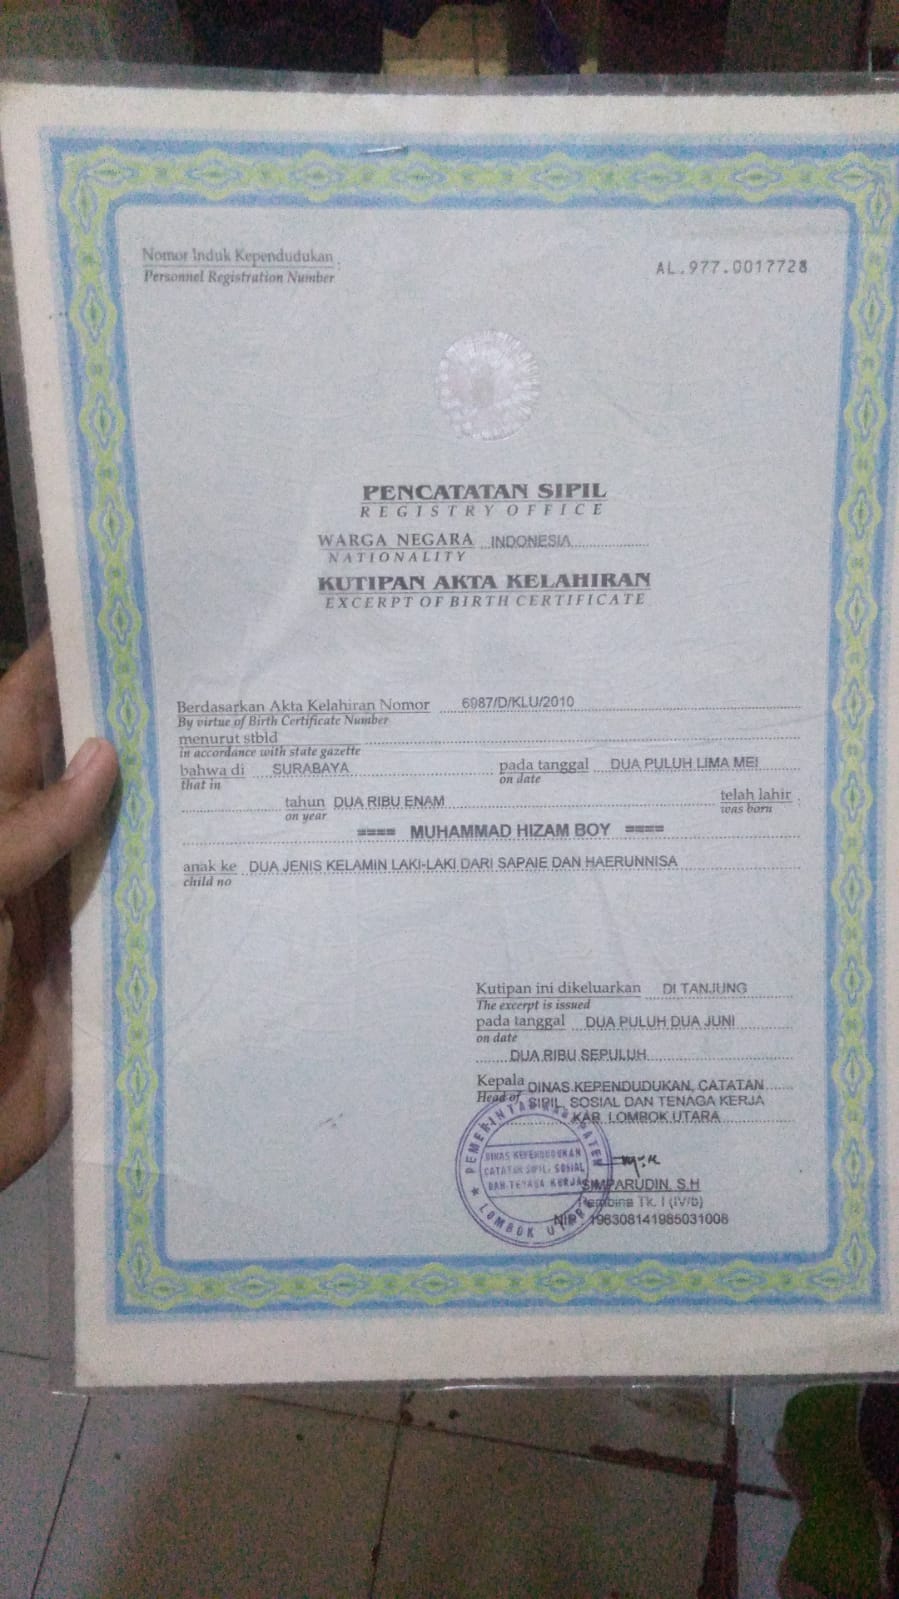 Nomor Induk Kependudukan :
Personnel Registration Number
AL.977.0017728
PENCATATAN SIPIL
REGISTRY OFFICE
WARGA NEGARA INDONESIA
NATIONALITY
KUTIPAN AKTA KELAHIRAN
EXCERPT OF BIRTH CERTIFICATE
Berdasarkan Akta Kelahiran Nomor 6987/D/KLU/2010
By virtue of Birth Certificate Number
menurut stbld
in accordance with state gazette
bahwa di SURABAYA pada tanggal DUA PULUH LIMA MEI
that in on date
tahun DUA RIBU ENAM telah lahir :
on year was born
==== MUHAMMAD HIZAM BOY ====
anak ke DUA JENIS KELAMIN LAKI-LAKI DARI SAPAIE DAN HAERUNNISA
child no
Kutipan ini dikeluarkan DI TANJUNG
The excerpt is issued
pada tanggal DUA PULUH DUA JUNI
on date
DUA RIBU SEPULUH
Kepala DINAS KEPENDUDUKAN, CATATAN
Head of SIPIL, SOSIAL DAN TENAGA KERJA
KAB. LOMBOK UTARA
PEMERINTAH KABUPATEN
DINAS KEPENDUDUKAN
CATATAN SIPIL, SOSIAL
DAN TENAGA KERJA
LOMBOK UTARA
SIMPARUDIN, S.H
Pembina Tk. I (IV/b)
NIP. 196308141985031008